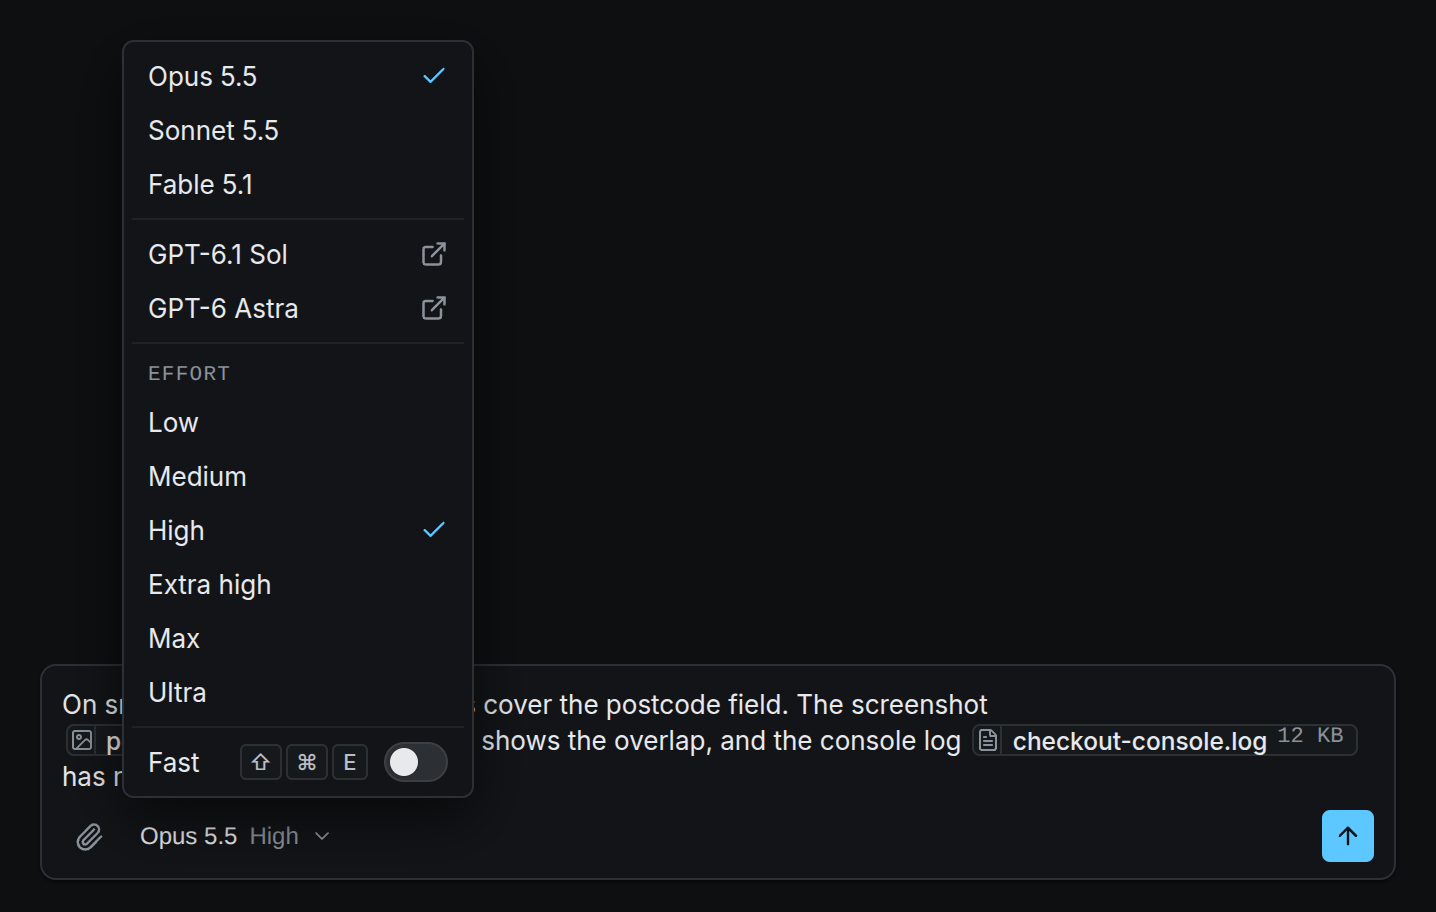 Opus 5.5
Sonnet 5.5
Fable 5.1
GPT-6.1 Sol
GPT-6 Astra
EFFORT
Low
Medium
High
Extra high
Max
Ultra
Fast ⇧ ⌘ E
On cover the postcode field. The screenshot
shows the overlap, and the console log checkout-console.log 12 KB
has
Opus 5.5 High